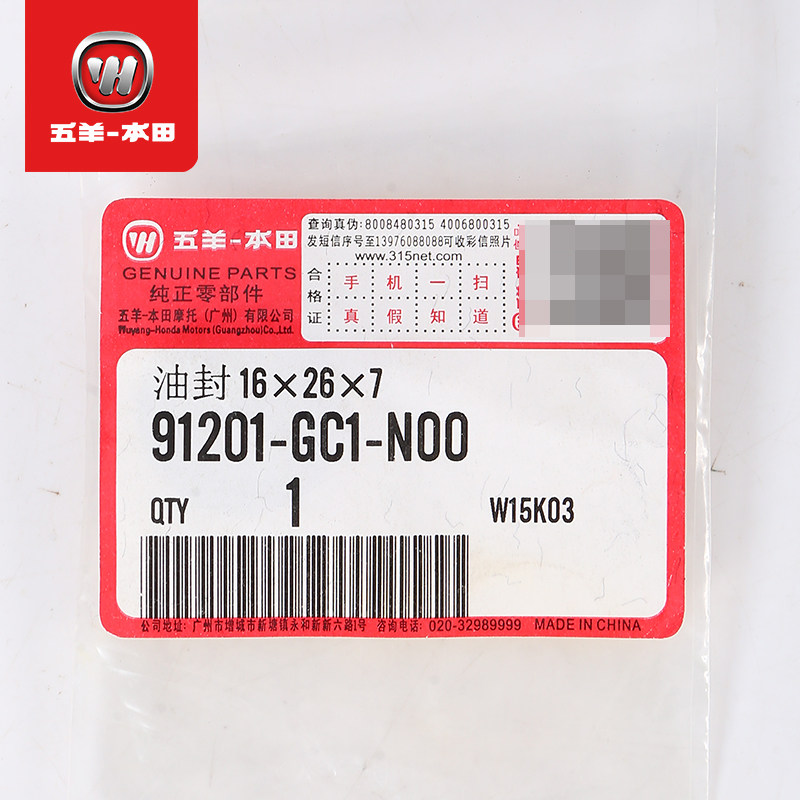 五羊-本田
五羊-本田
GENUINE PARTS
纯正零部件
五羊-本田摩托（广州）有限公司
Wuyang-Honda Motors (Guangzhou)Co.,Ltd.
查询真伪:8008480315 4006800315
发短信序号至13976088088可收彩信照片
www.315net.com
合格证
手机一扫
真假知道
油封 16×26×7
91201-GC1-N00
QTY 1 W15K03
公司地址: 广州市增城市新塘镇永和新新六路1号 咨询电话: 020-32989999 MADE IN CHINA